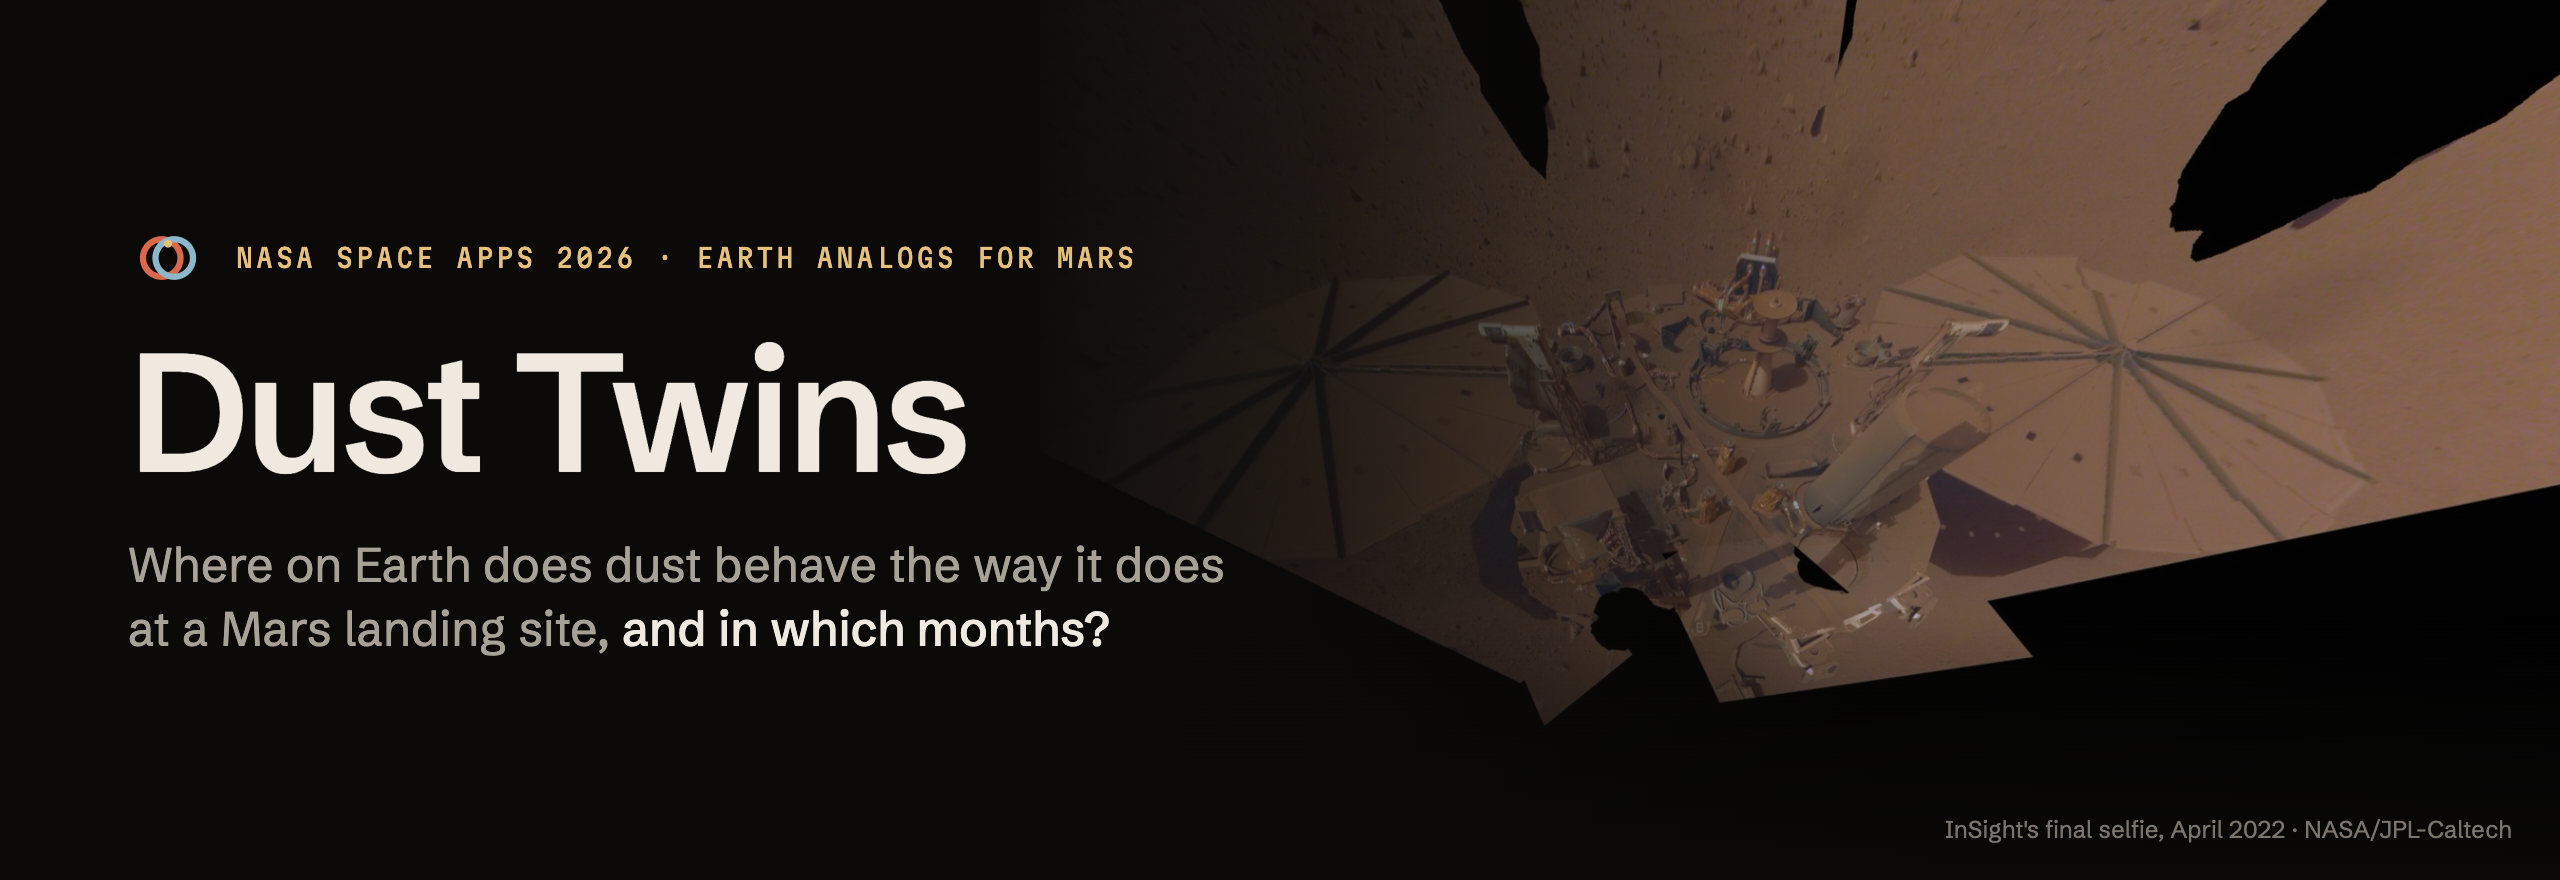 NASA SPACE APPS 2026 · EARTH ANALOGS FOR MARS
Dust Twins
Where on Earth does dust behave the way it does
at a Mars landing site, and in which months?
InSight's final selfie, April 2022 · NASA/JPL-Caltech